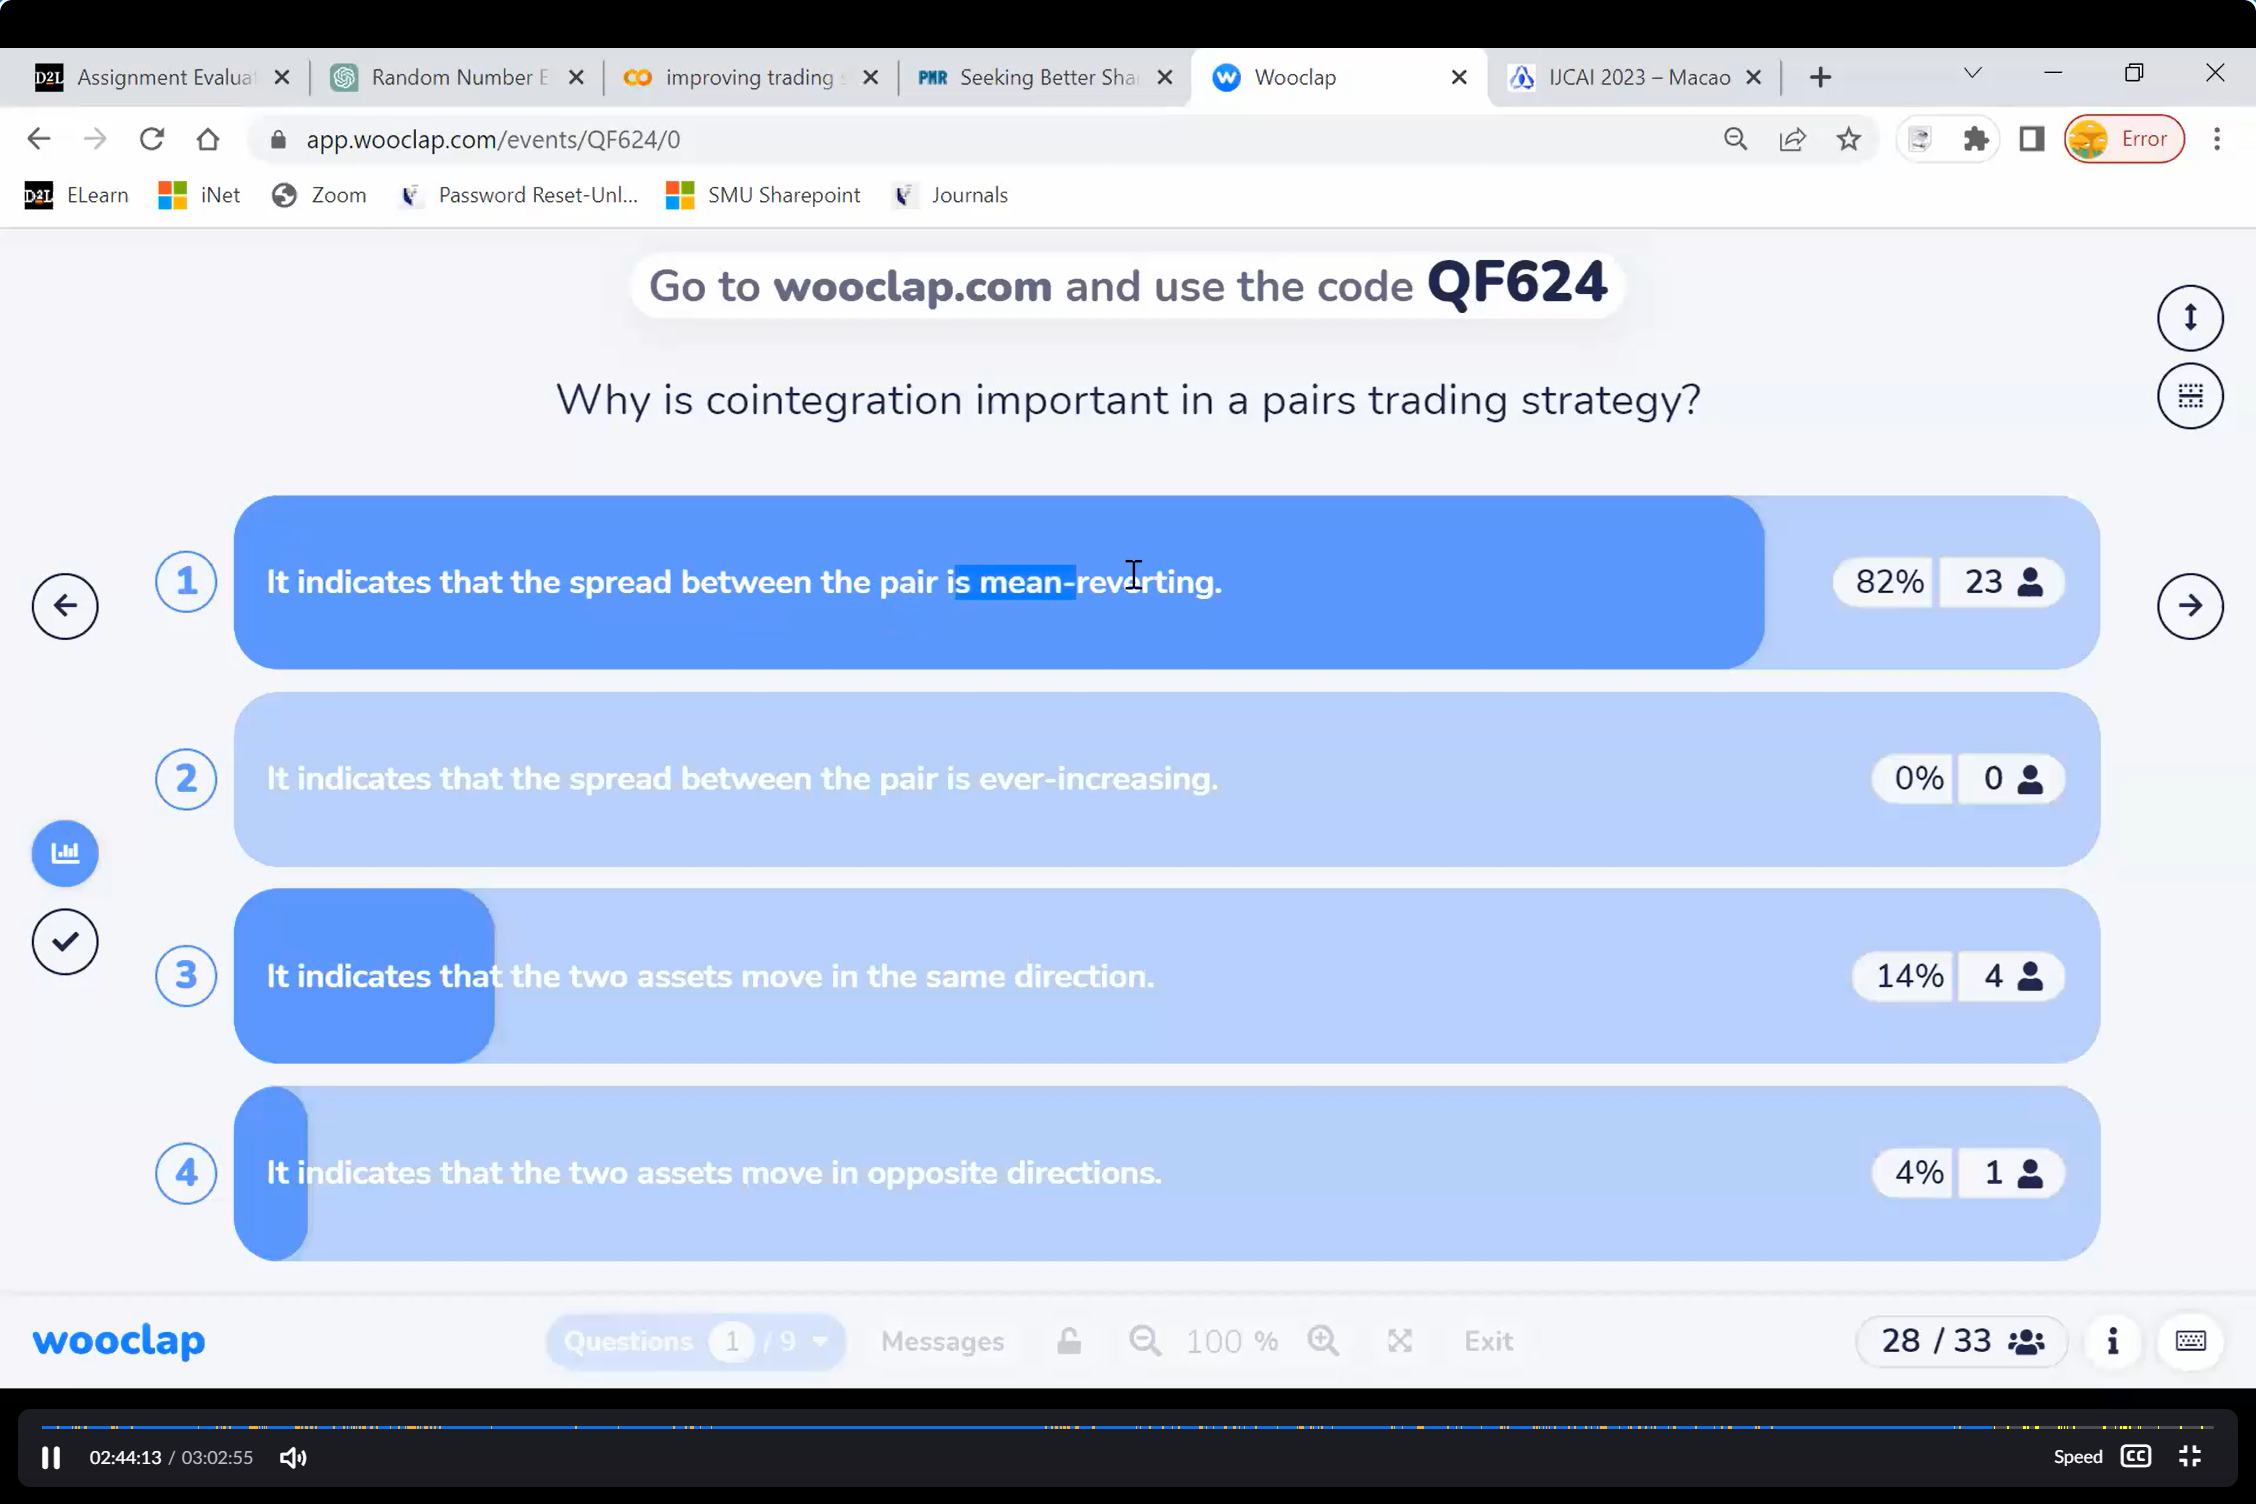 Assignment Evaluat
Random Number E
improving trading s
PMR Seeking Better Sha
Wooclap
IJCAI 2023 – Macao
app.wooclap.com/events/QF624/0
Error
D2L ELearn
iNet
Zoom
Password Reset-Unl...
SMU Sharepoint
Journals
Go to wooclap.com and use the code QF624
Why is cointegration important in a pairs trading strategy?
1 It indicates that the spread between the pair is mean-reverting. 82% 23
2 It indicates that the spread between the pair is ever-increasing. 0% 0
3 It indicates that the two assets move in the same direction. 14% 4
4 It indicates that the two assets move in opposite directions. 4% 1
wooclap
Questions 1 / 9
Messages
100 %
Exit
28 / 33
02:44:13 / 03:02:55
Speed CC